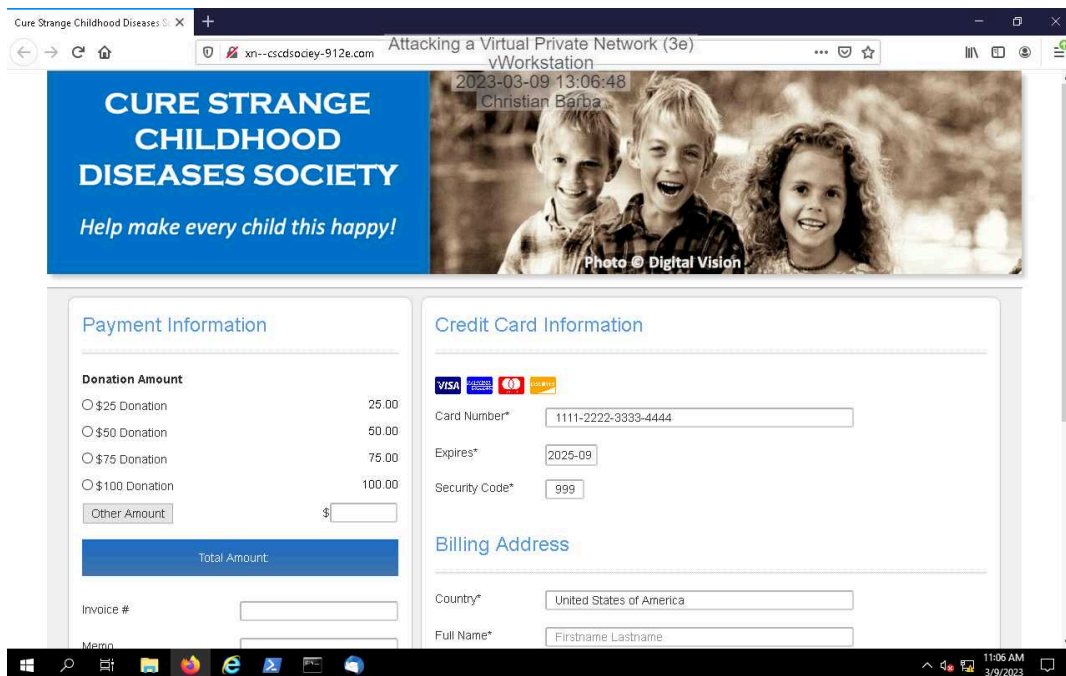 Cure Strange Childhood Diseases S
xn--cscdsociey-912e.com
Attacking a Virtual Private Network (3e)
vWorkstation
2023-03-09 13:06:48
Christian Barba
CURE STRANGE
CHILDHOOD
DISEASES SOCIETY
Help make every child this happy!
Photo © Digital Vision
Payment Information
Donation Amount
$25 Donation 25.00
$50 Donation 50.00
$75 Donation 75.00
$100 Donation 100.00
Other Amount $
Total Amount:
Invoice #
Memo
Credit Card Information
VISA
Card Number* 1111-2222-3333-4444
Expires* 2025-09
Security Code* 999
Billing Address
Country* United States of America
Full Name* Firstname Lastname
11:06 AM
3/9/2023